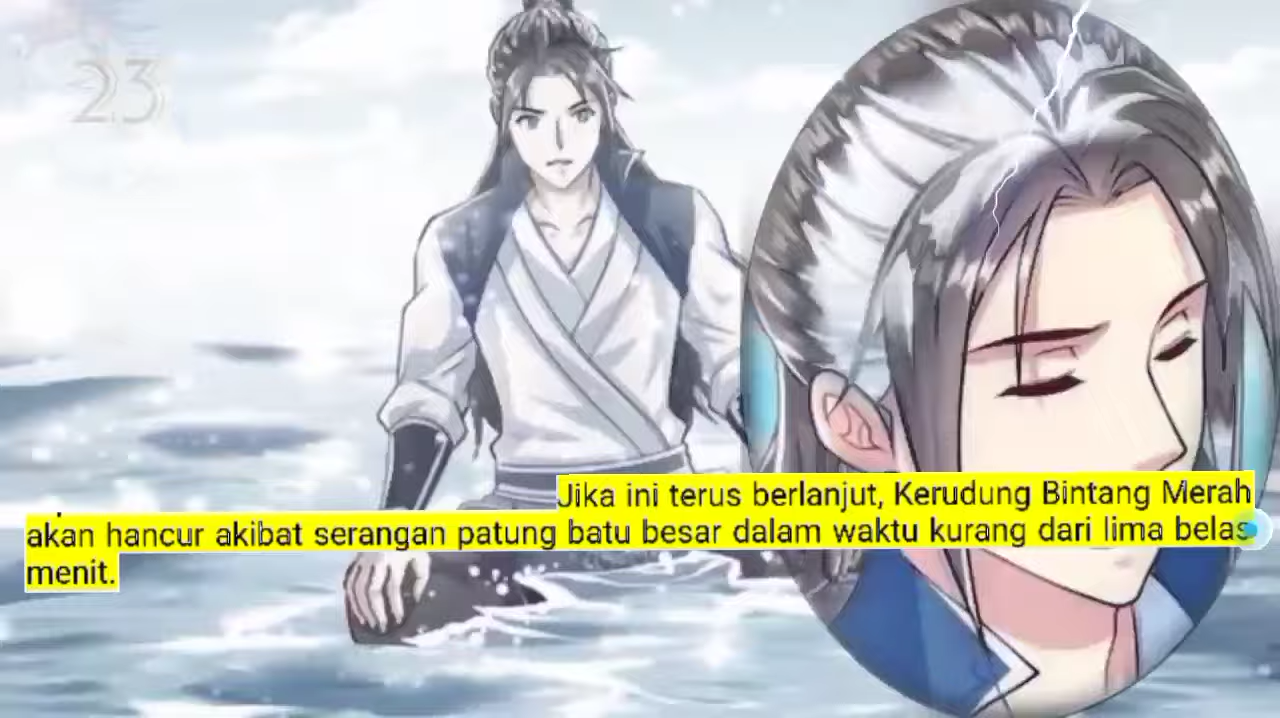 23
Jika ini terus berlanjut, Kerudung Bintang Merah
akan hancur akibat serangan patung batu besar dalam waktu kurang dari lima belas
menit.